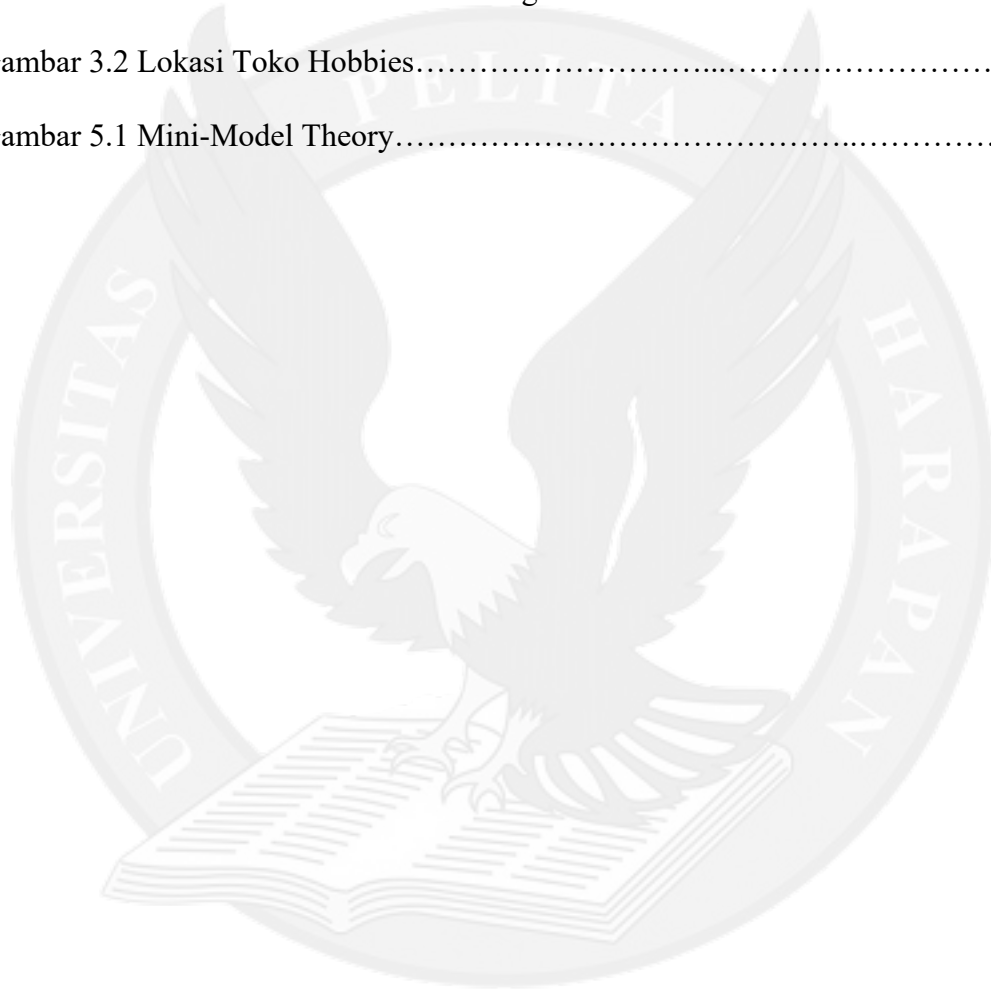 ambar 3.2 Lokasi Toko Hobbies…………………………...……………………
ambar 5.1 Mini-Model Theory……………………………………..…………
UNIVERSITAS PELITA HARAPAN